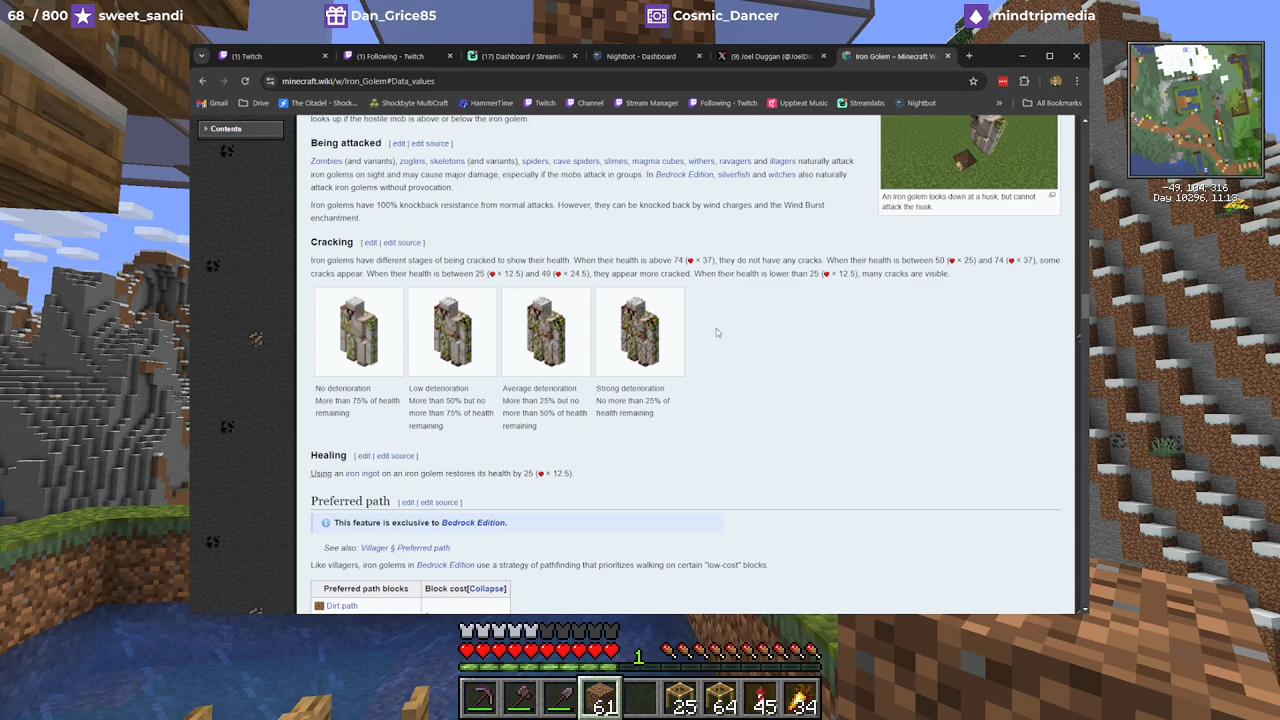 68 / 800 sweet_sandi Dan_Grice85 Cosmic_Dancer mindtripmedia
(1) Twitch (1) Following - Twitch (17) Dashboard / Streamla Nightbot - Dashboard (9) Joel Duggan (@JoelDu Iron Golem – Minecraft W
minecraft.wiki/w/Iron_Golem#Data_values
Gmail Drive The Citadel - Shock... Shockbyte MultiCraft HammerTime Twitch Channel Stream Manager Following - Twitch Uppbeat Music Streamlabs Nightbot » All Bookmarks
Contents
looks up if the hostile mob is above or below the iron golem.
Being attacked [ edit | edit source ]
Zombies (and variants), zoglins, skeletons (and variants), spiders, cave spiders, slimes, magma cubes, withers, ravagers and illagers naturally attack
iron golems on sight and may cause major damage, especially if the mobs attack in groups. In Bedrock Edition, silverfish and witches also naturally
attack iron golems without provocation.
Iron golems have 100% knockback resistance from normal attacks. However, they can be knocked back by wind charges and the Wind Burst
enchantment.
An iron golem looks down at a husk, but cannot
attack the husk.
-49, 104, 316
Day 10296, 11:13
Cracking [ edit | edit source ]
Iron golems have different stages of being cracked to show their health. When their health is above 74 (♥ × 37), they do not have any cracks. When their health is between 50 (♥ × 25) and 74 (♥ × 37), some
cracks appear. When their health is between 25 (♥ × 12.5) and 49 (♥ × 24.5), they appear more cracked. When their health is lower than 25 (♥ × 12.5), many cracks are visible.
No deterioration
More than 75% of health
remaining
Low deterioration
More than 50% but no
more than 75% of health
remaining
Average deterioration
More than 25% but no
more than 50% of health
remaining
Strong deterioration
No more than 25% of
health remaining
Healing [ edit | edit source ]
Using an iron ingot on an iron golem restores its health by 25 (♥ × 12.5)
Preferred path [ edit | edit source ]
This feature is exclusive to Bedrock Edition.
See also: Villager § Preferred path
Like villagers, iron golems in Bedrock Edition use a strategy of pathfinding that prioritizes walking on certain "low-cost" blocks.
Preferred path blocks Block cost[Collapse]
Dirt path
1
61 25 64 45 34